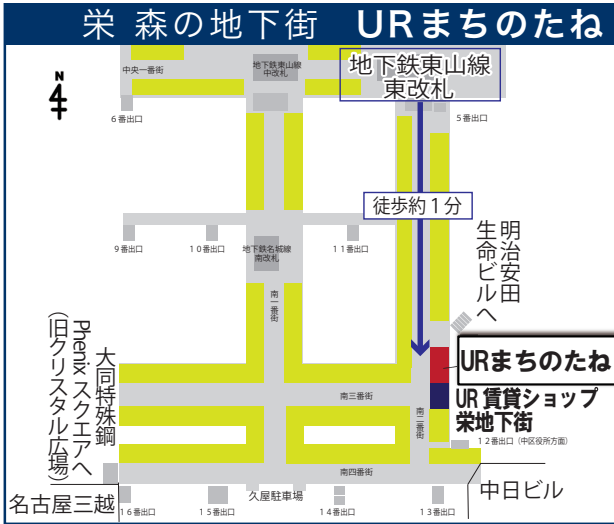 栄 森の地下街 URまちのたね
中央一番街
地下鉄東山線
中改札
地下鉄東山線
東改札
N
6番出口
5番出口
徒歩約1分
9番出口
10番出口
地下鉄名城線
南改札
11番出口
明治安田
生命ビルへ
南一番街
URまちのたね
UR賃貸ショップ
栄地下街
12番出口（中区役所方面）
大同特殊鋼
Phenixスクエアへ
(旧クリスタル広場)
南三番街
南二番街
南四番街
名古屋三越
16番出口
15番出口
久屋駐車場
14番出口
13番出口
中日ビル